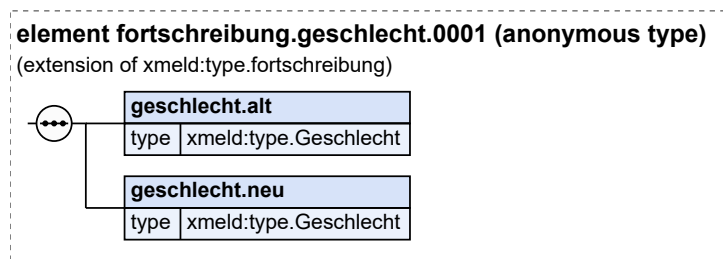 element fortschreibung.geschlecht.0001 (anonymous type)
(extension of xmeld:type.fortschreibung)
geschlecht.alt
type xmeld:type.Geschlecht
geschlecht.neu
type xmeld:type.Geschlecht